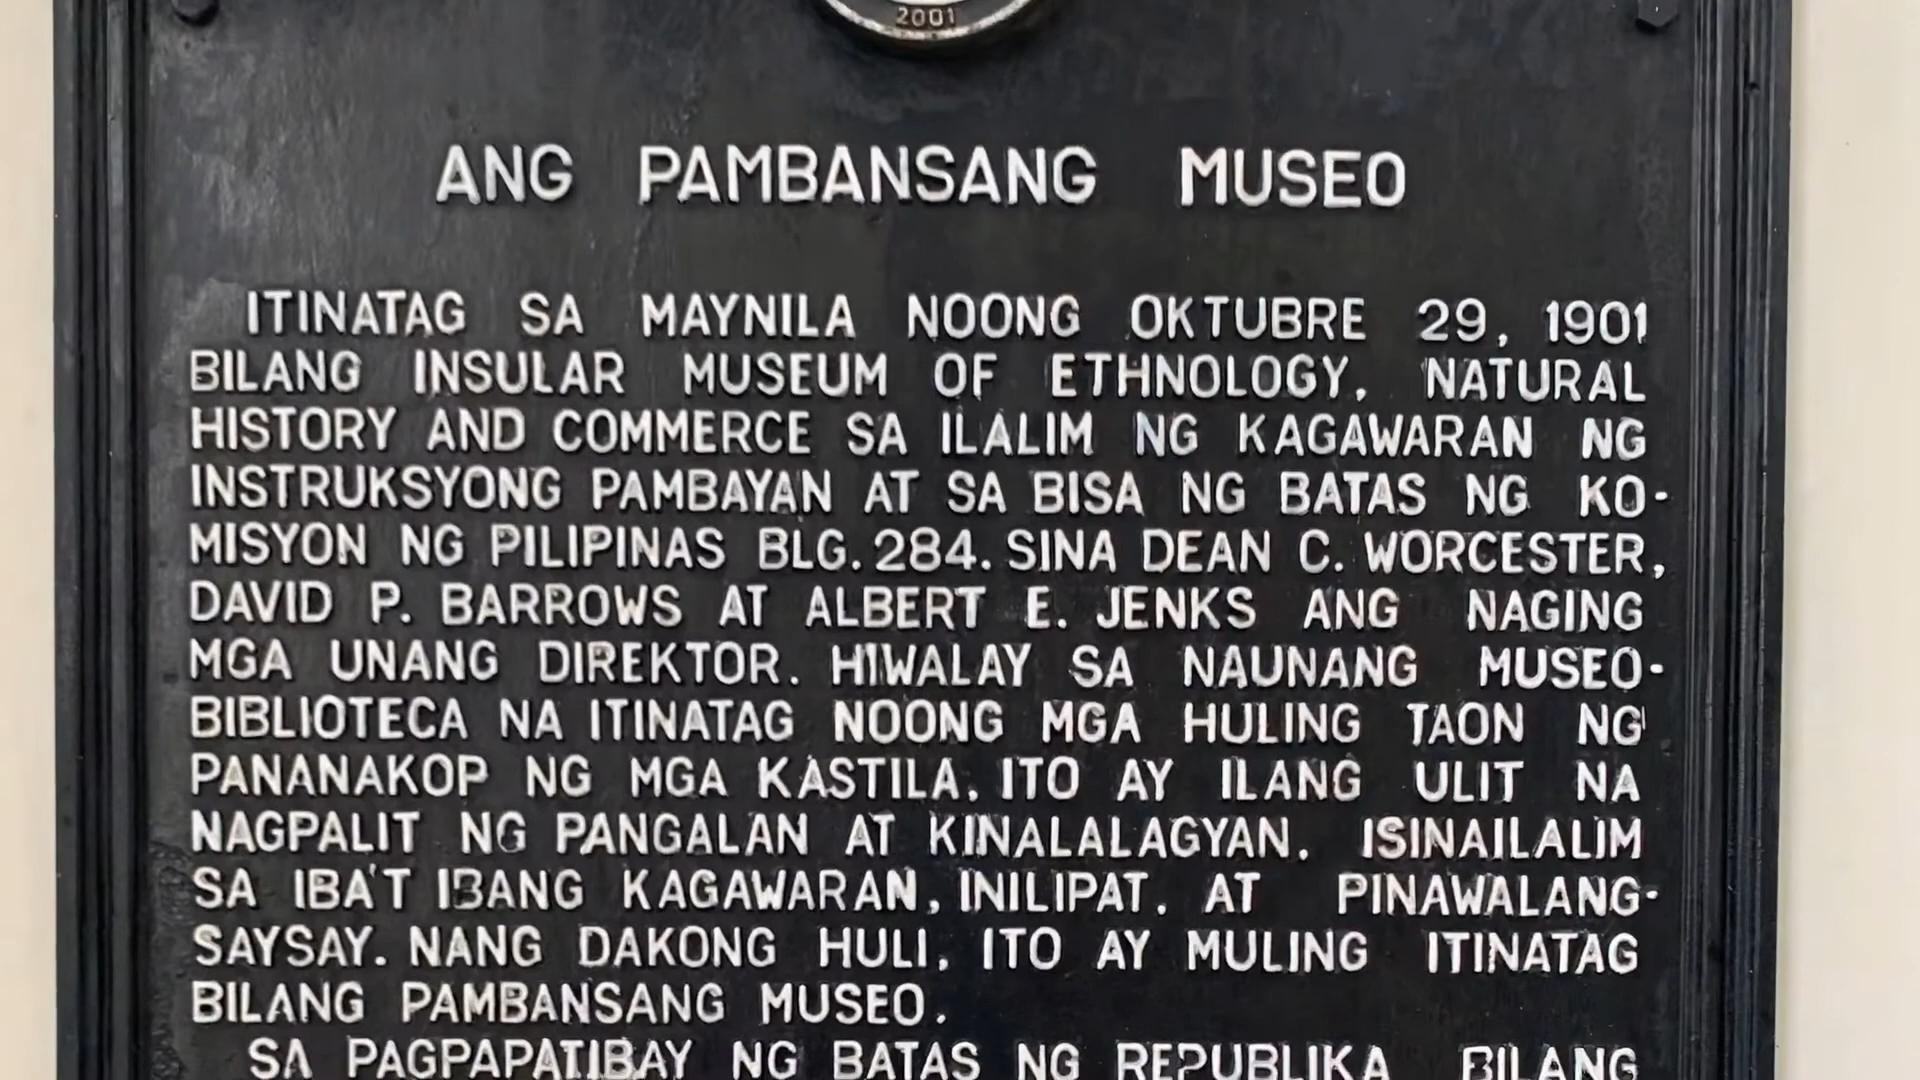 2001
ANG PAMBANSANG MUSEO
ITINATAG SA MAYNILA NOONG OKTUBRE 29, 1901
BILANG INSULAR MUSEUM OF ETHNOLOGY, NATURAL
HISTORY AND COMMERCE SA ILALIM NG KAGAWARAN NG
INSTRUKSYONG PAMBAYAN AT SA BISA NG BATAS NG KO-
MISYON NG PILIPINAS BLG. 284. SINA DEAN C. WORCESTER,
DAVID P. BARROWS AT ALBERT E. JENKS ANG NAGING
MGA UNANG DIREKTOR. HIWALAY SA NAUNANG MUSEO-
BIBLIOTECA NA ITINATAG NOONG MGA HULING TAON NG
PANANAKOP NG MGA KASTILA, ITO AY ILANG ULIT NA
NAGPALIT NG PANGALAN AT KINALALAGYAN, ISINAILALIM
SA IBA'T IBANG KAGAWARAN, INILIPAT, AT PINAWALANG-
SAYSAY. NANG DAKONG HULI, ITO AY MULING ITINATAG
BILANG PAMBANSANG MUSEO.
SA PAGPAPATIBAY NG BATAS NG REPUBLIKA BILANG